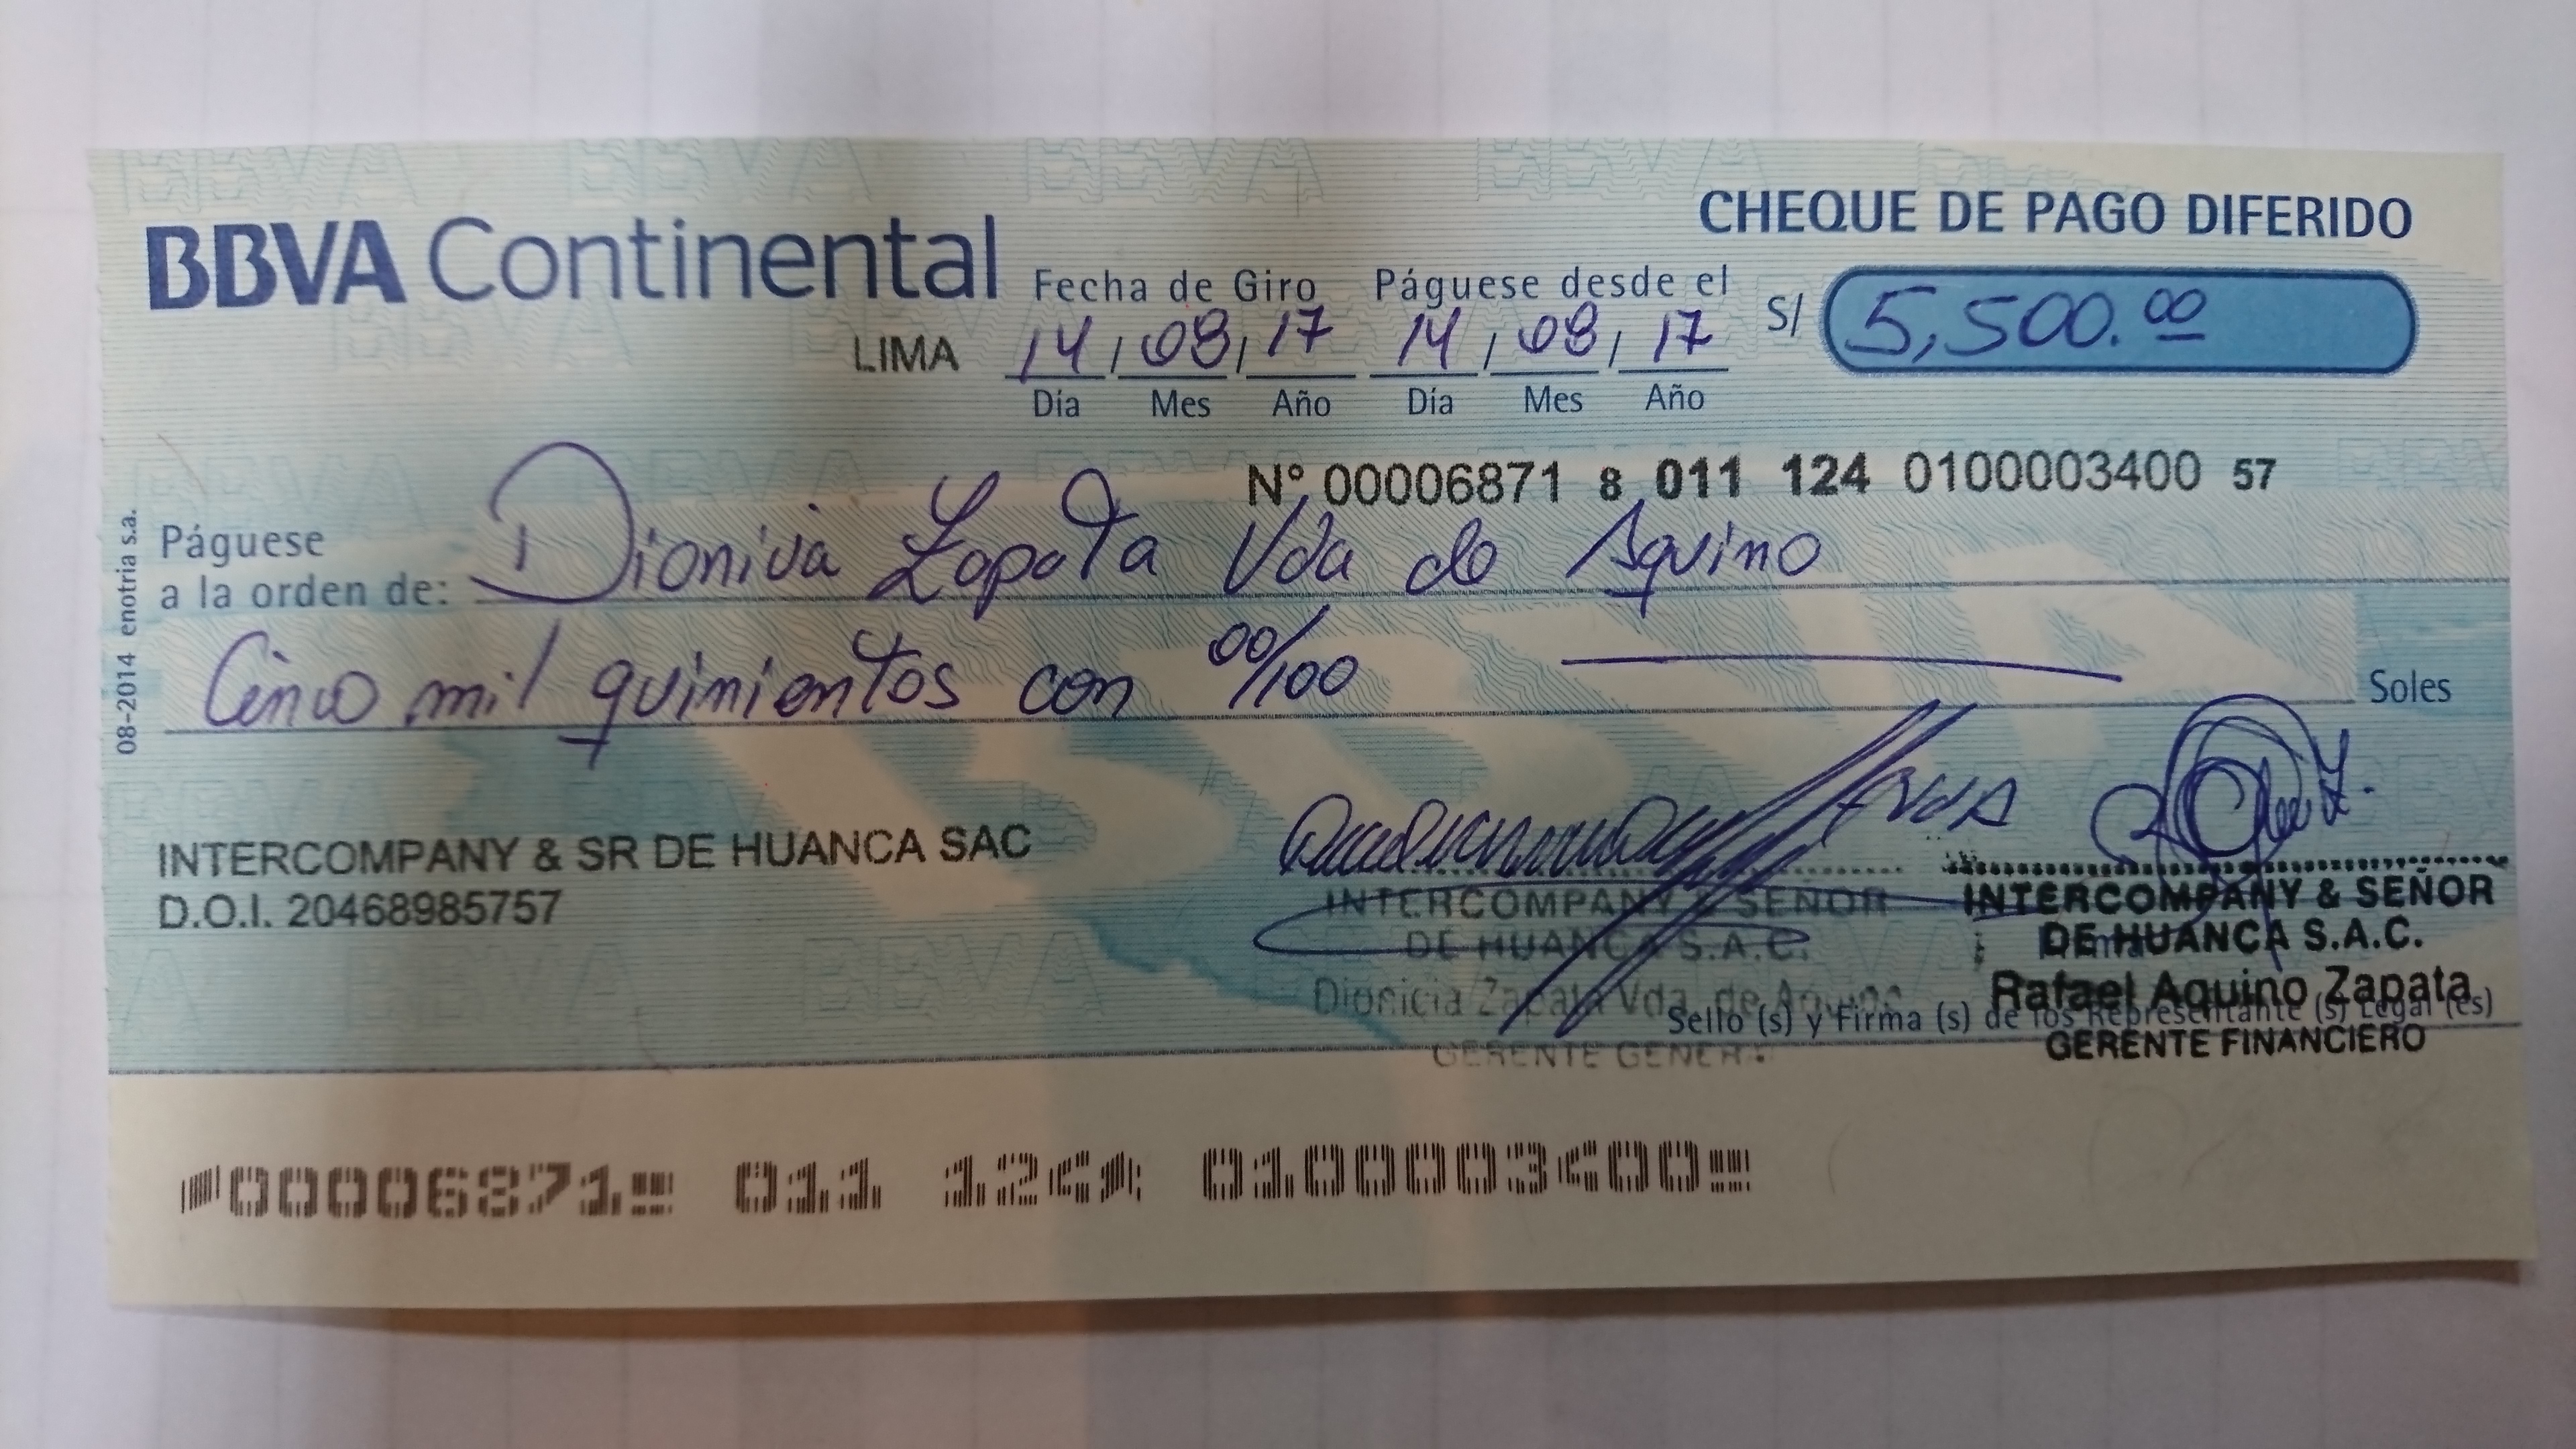 BBVA Continental
CHEQUE DE PAGO DIFERIDO
Fecha de Giro Páguese desde el
LIMA 14 / 08 / 17 14 / 08 / 17 S/ 5,500.00
Día Mes Año Día Mes Año
N° 00006871 8 011 124 0100003400 57
Páguese
a la orden de: Dionicia Zapata Vda de Aquino
Cinco mil quinientos con 00/100 Soles
08-2014 enotria s.a.
INTERCOMPANY & SR DE HUANCA SAC
D.O.I. 20468985757
INTERCOMPANY & SEÑOR
DE HUANCA S.A.C.
Dionicia Zapata Vda. de Aquino
GERENTE GENER
INTERCOMPANY & SEÑOR
DE HUANCA S.A.C.
Rafael Aquino Zapata
GERENTE FINANCIERO
Sello (s) y Firma (s) de los Representante (s) Legal (es)
00006871 011 124 0100003400